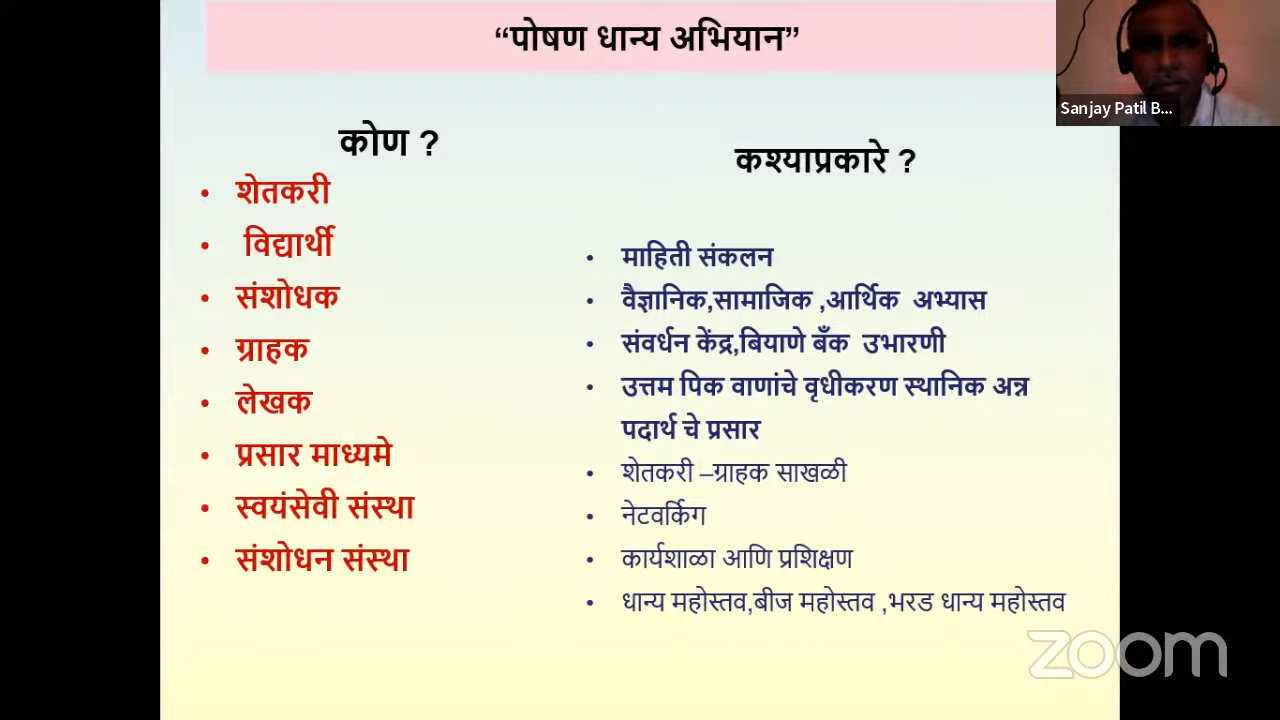 “पोषण धान्य अभियान”
Sanjay Patil B...
कोण ?
• शेतकरी
• विद्यार्थी
• संशोधक
• ग्राहक
• लेखक
• प्रसार माध्यमे
• स्वयंसेवी संस्था
• संशोधन संस्था
कश्याप्रकारे ?
• माहिती संकलन
• वैज्ञानिक,सामाजिक ,आर्थिक अभ्यास
• संवर्धन केंद्र,बियाणे बँक उभारणी
• उत्तम पिक वाणांचे वृधीकरण स्थानिक अन्न
पदार्थ चे प्रसार
• शेतकरी –ग्राहक साखळी
• नेटवर्किंग
• कार्यशाळा आणि प्रशिक्षण
• धान्य महोस्तव,बीज महोस्तव ,भरड धान्य महोस्तव
zoom